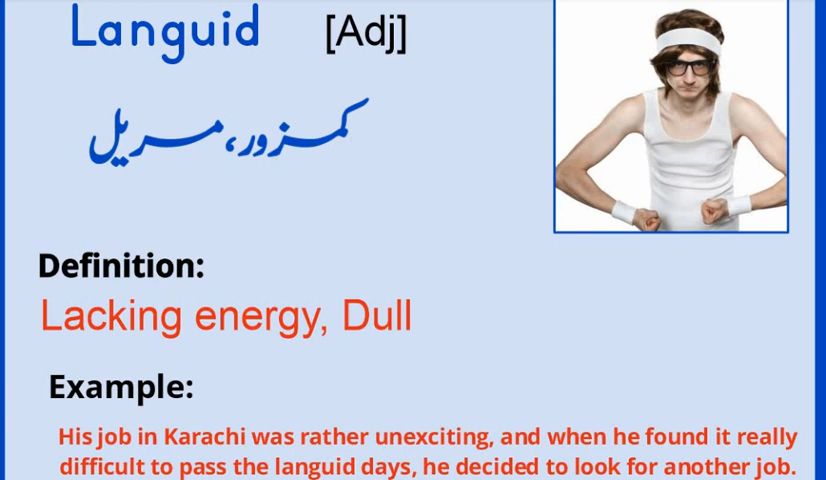 Languid [Adj]
کمزور، مریل
Definition:
Lacking energy, Dull
Example:
His job in Karachi was rather unexciting, and when he found it really
difficult to pass the languid days, he decided to look for another job.